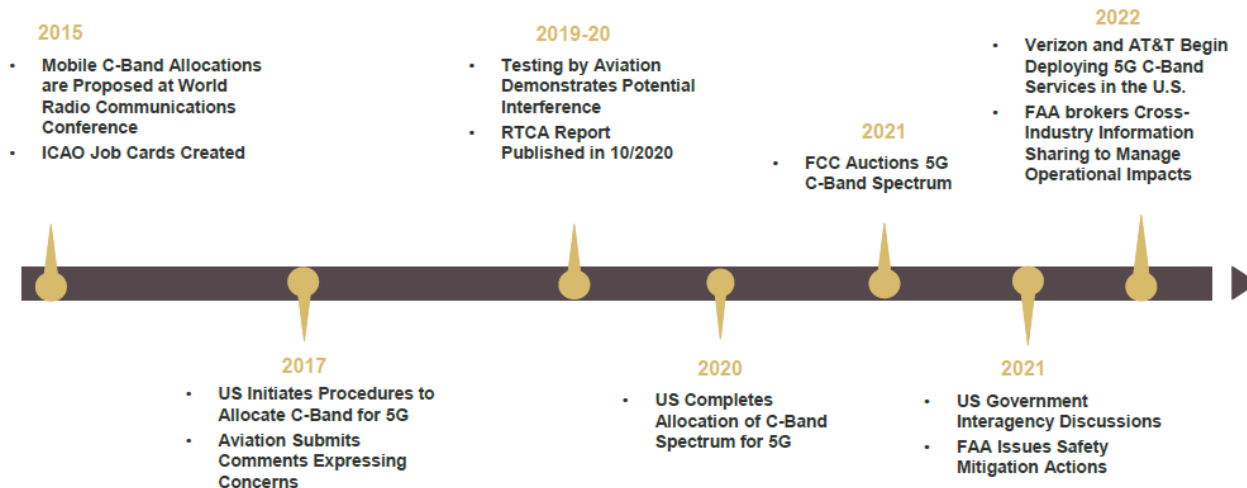 2015
• Mobile C-Band Allocations
are Proposed at World
Radio Communications
Conference
• ICAO Job Cards Created
2017
• US Initiates Procedures to
Allocate C-Band for 5G
• Aviation Submits
Comments Expressing
Concerns
2019-20
• Testing by Aviation
Demonstrates Potential
Interference
• RTCA Report
Published in 10/2020
2020
• US Completes
Allocation of C-Band
Spectrum for 5G
2021
• FCC Auctions 5G
C-Band Spectrum
2021
• US Government
Interagency Discussions
• FAA Issues Safety
Mitigation Actions
2022
• Verizon and AT&T Begin
Deploying 5G C-Band
Services in the U.S.
• FAA brokers Cross-
Industry Information
Sharing to Manage
Operational Impacts